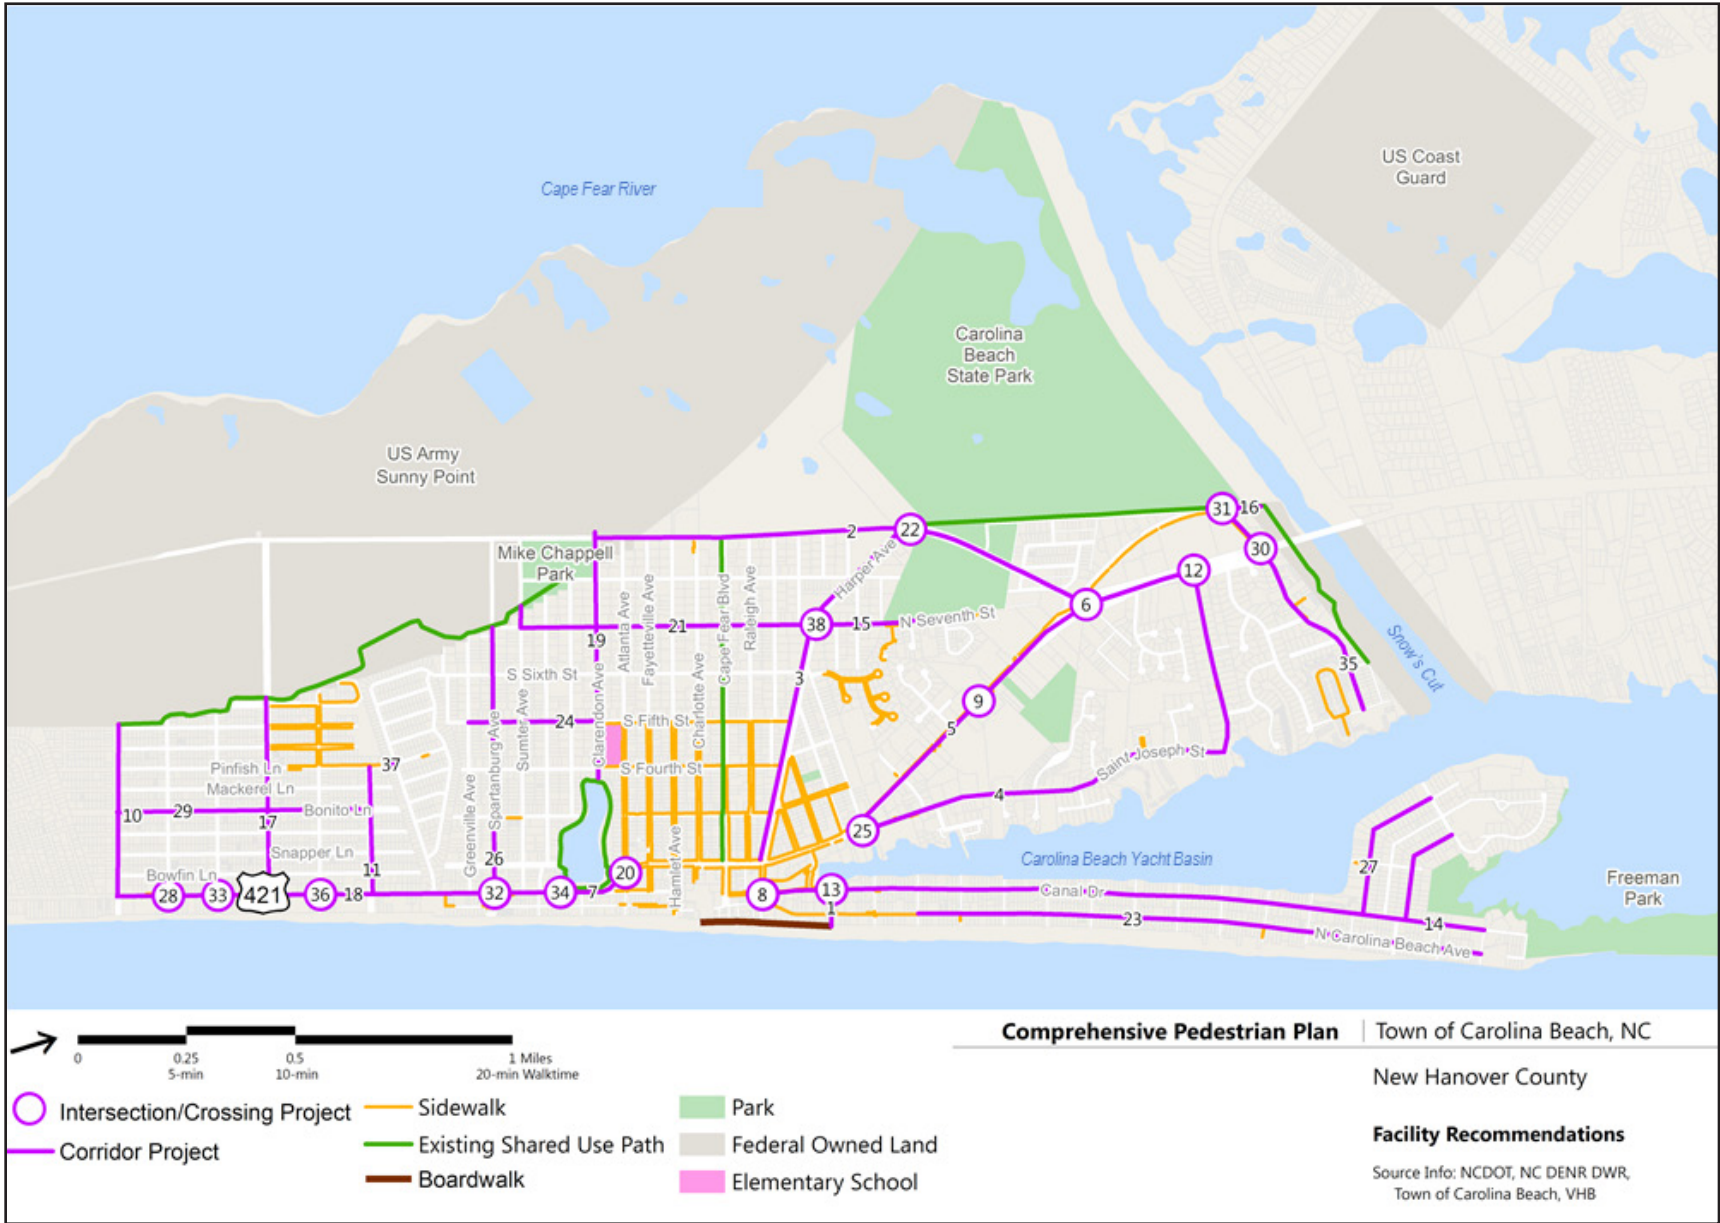 US Coast
Guard
Cape Fear River
Carolina
Beach
State Park
US Army
Sunny Point
Mike Chappell
Park
31
16
2
22
30
12
6
38
15
21
19
Harper Ave
N Seventh St
Atlanta Ave
Fayetteville Ave
Cape Fear Blvd
Raleigh Ave
Charlotte Ave
Clarendon Ave
Sumter Ave
Spartanburg Ave
Greenville Ave
Hamlet Ave
S Sixth St
S Fifth St
S Fourth St
Snow's Cut
35
3
9
5
24
37
Saint Joseph St
4
25
Pinfish Ln
Mackerel Ln
Bonito Ln
Snapper Ln
Bowfin Ln
10
29
17
11
26
28
33
421
36
18
32
34
7
20
8
13
1
Carolina Beach Yacht Basin
Canal Dr
27
23
14
N Carolina Beach Ave
Freeman
Park
0
0.25
0.5
1 Miles
5-min
10-min
20-min Walktime
Intersection/Crossing Project
Corridor Project
Sidewalk
Existing Shared Use Path
Boardwalk
Park
Federal Owned Land
Elementary School
Comprehensive Pedestrian Plan
Town of Carolina Beach, NC
New Hanover County
Facility Recommendations
Source Info: NCDOT, NC DENR DWR,
Town of Carolina Beach, VHB